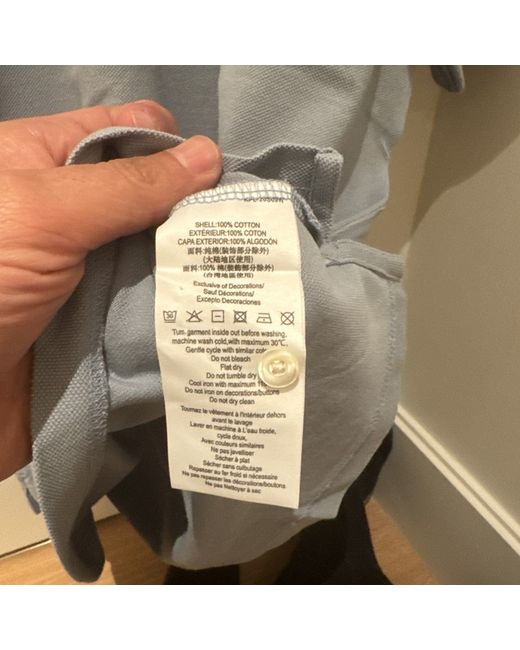 SHELL:100% COTTON
EXTÉRIEUR:100% COTON
CAPA EXTERIOR:100% ALGODÓN
面料:纯棉(装饰部分除外)
(大陆地区使用)
面料:100% 棉(装飾部分除外)
(台灣地區使用)
Exclusive of Decorations/
Sauf Décorations/
Excepto Decoraciones
Turn. garment inside out before washing,
machine wash cold,with maximum 30℃.
Gentle cycle with similar
Do not bleach
Flat dry
Do not tumble dry
Cool iron with maximum
Do not iron on decorations/buttons
Do not dry clean
Tournez le vêtement à l'intérieur dehors
avant le lavage
Laver en machine à L'eau froide,
cycle doux,
Avec couleurs similaires
Ne pas javelliser
Sécher à plat
Sécher sans culbutage
Repasser au fer froid si nécessaire
Ne pas repasser les décorations/boutons
Ne pas Nettoyer à sac